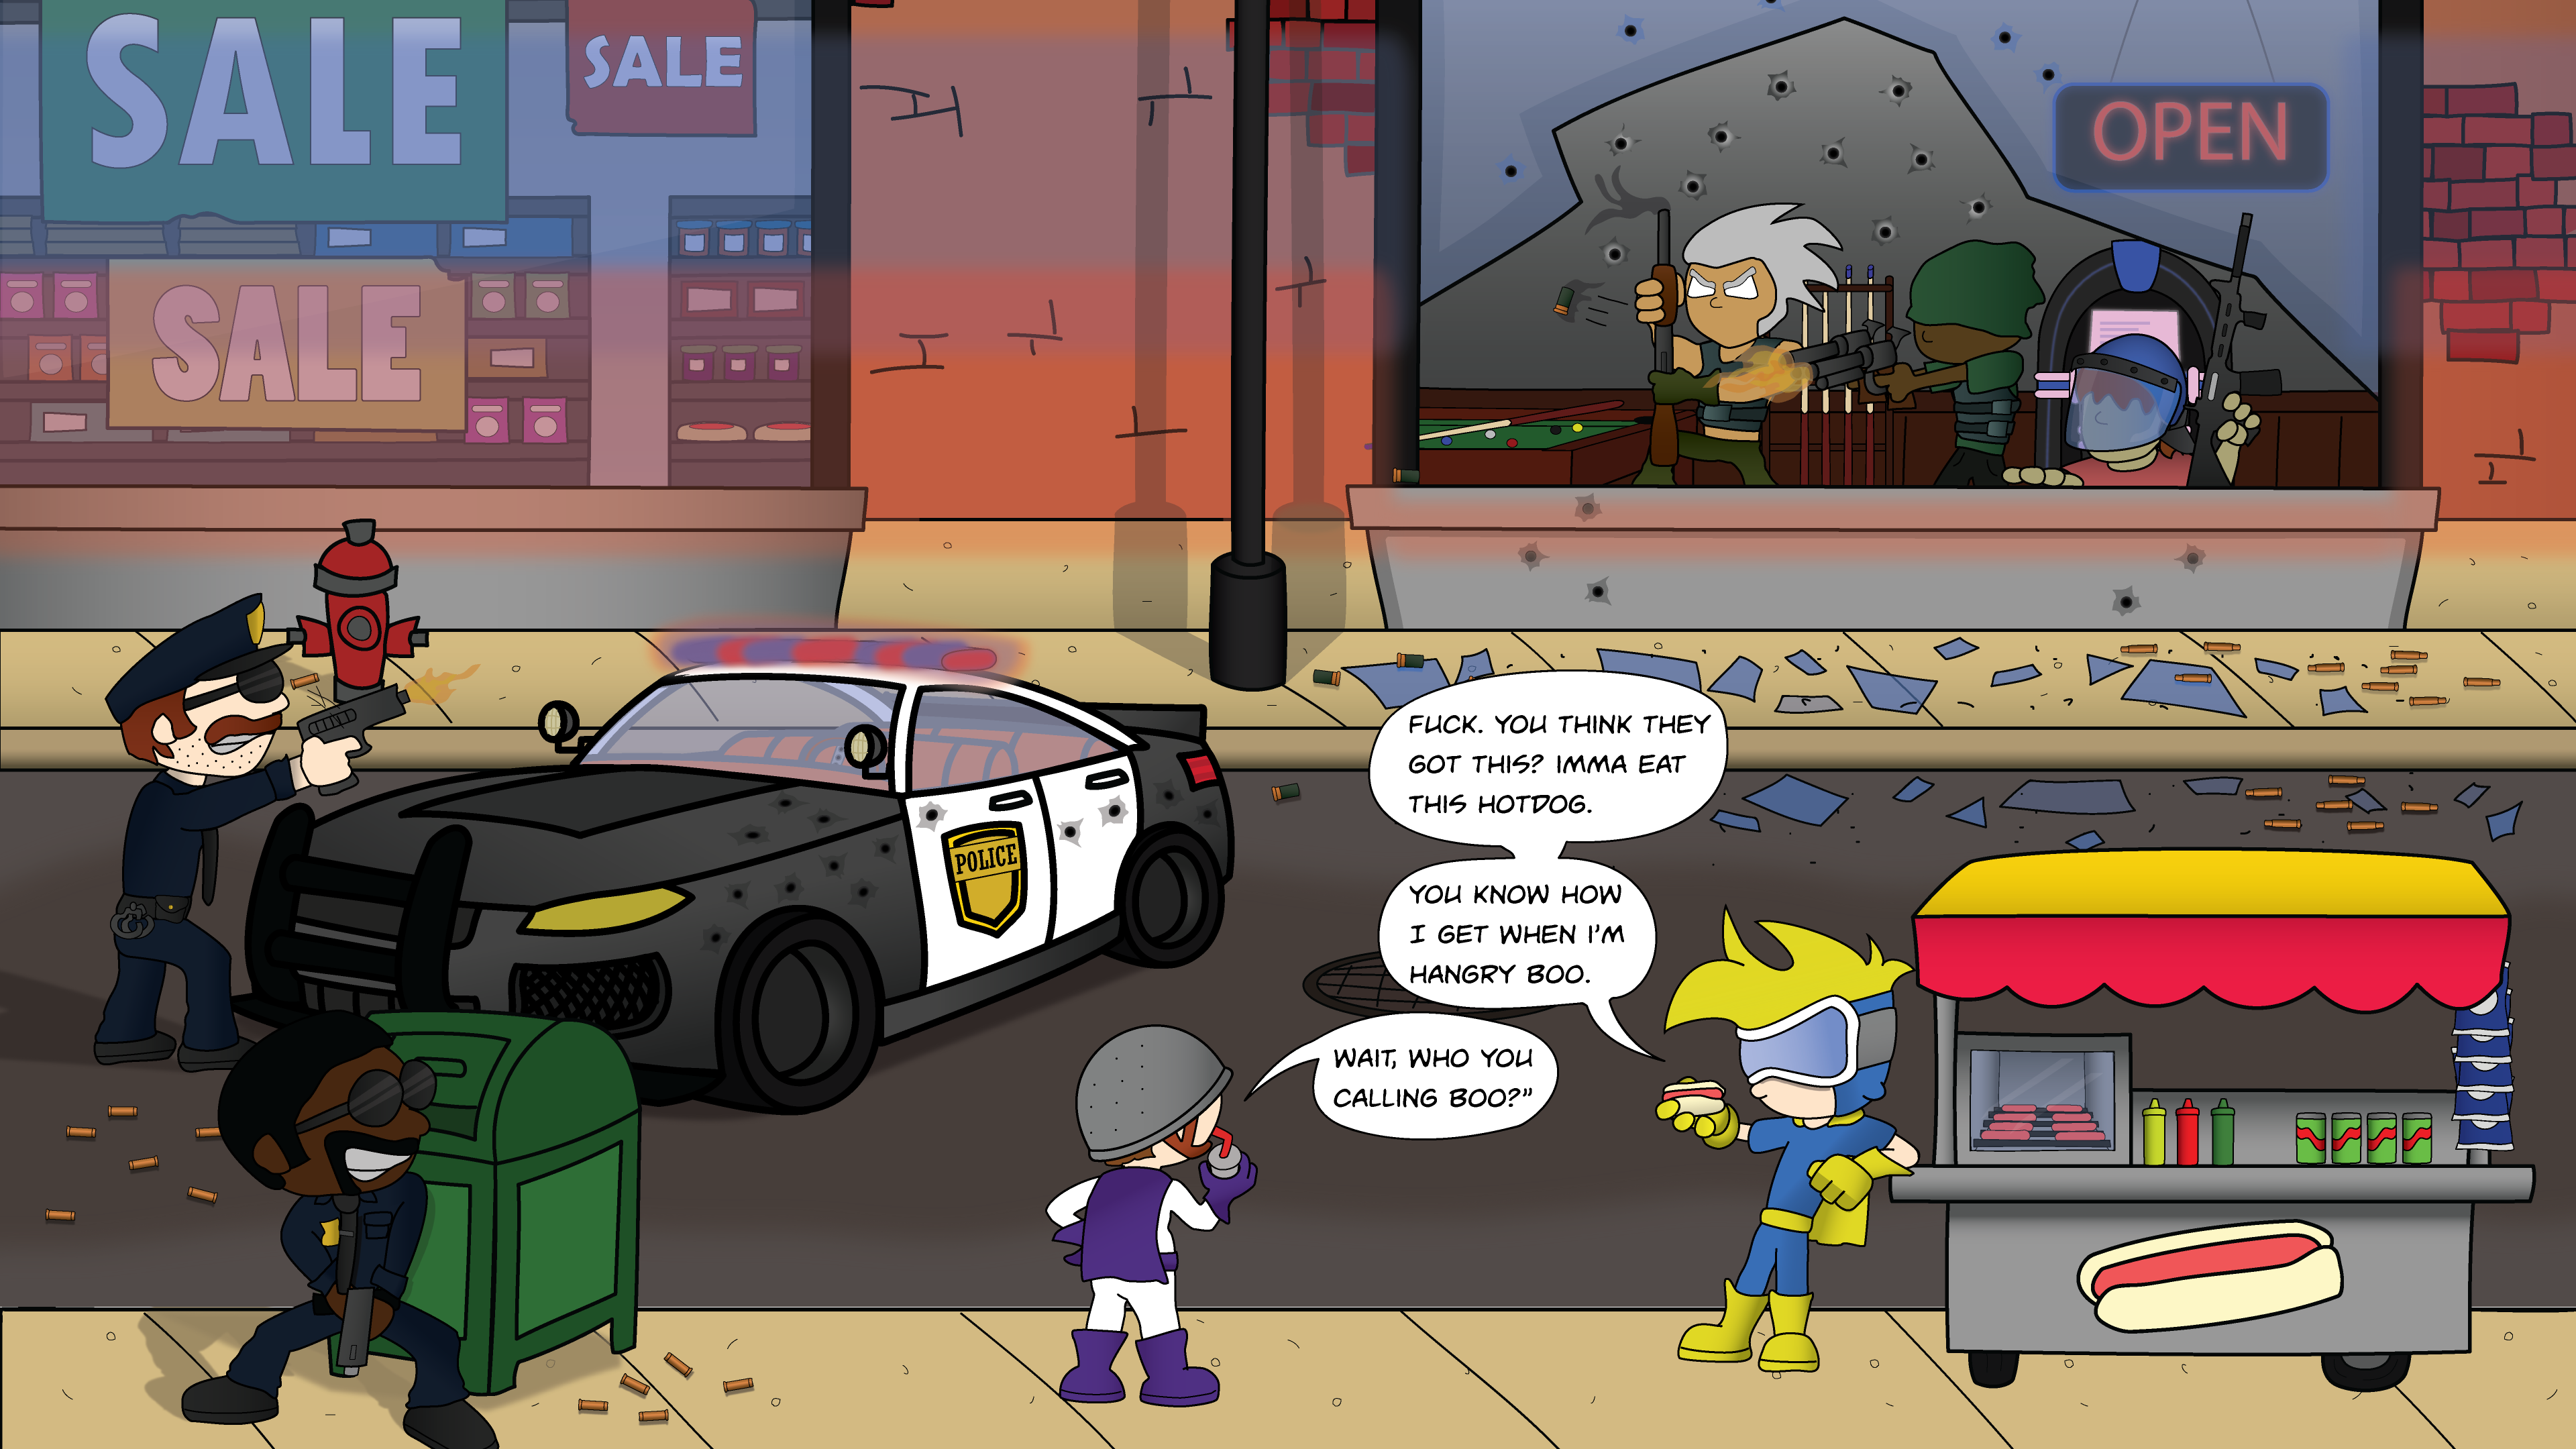 SALE
SALE
OPEN
SALE
FUCK. YOU THINK THEY
GOT THIS? IMMA EAT
THIS HOTDOG.
POLICE
YOU KNOW HOW
I GET WHEN I'M
HANGRY BOO.
WAIT, WHO YOU
CALLING BOO?”